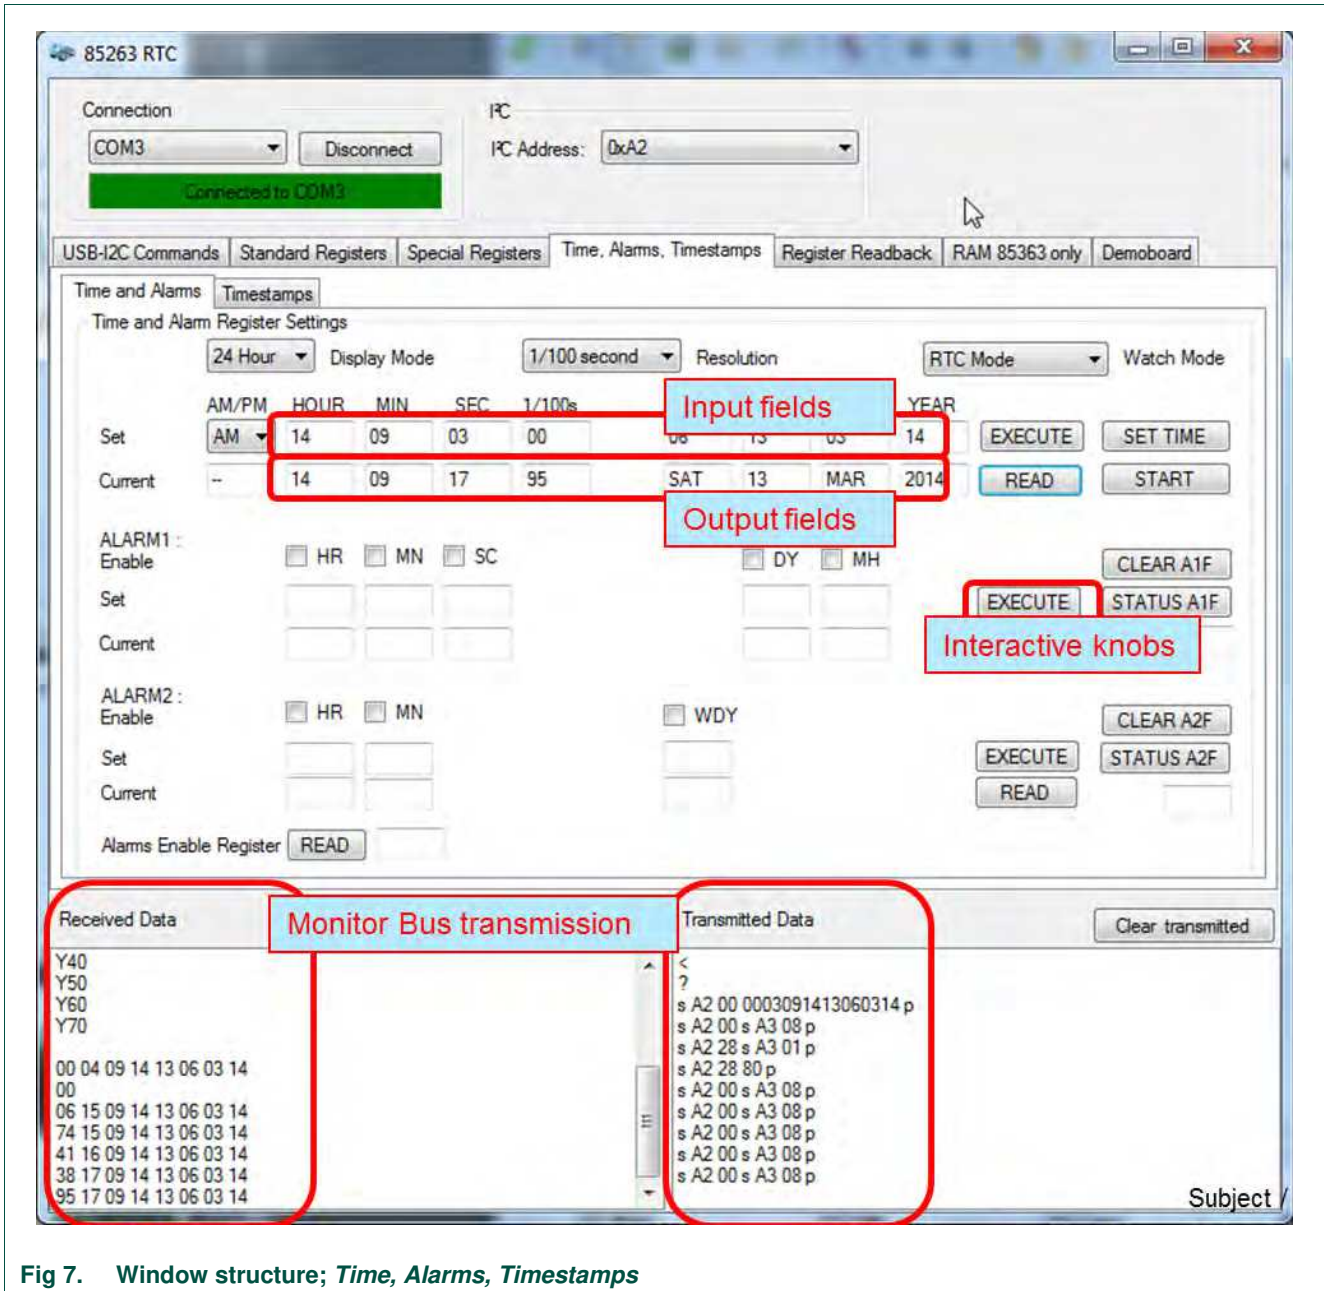 85263 RTC
Connection
I²C
COM3 Disconnect I²C Address: 0xA2
Connected to COM3
USB-I2C Commands Standard Registers Special Registers Time, Alarms, Timestamps Register Readback RAM 85363 only Demoboard
Time and Alarms Timestamps
Time and Alarm Register Settings
24 Hour Display Mode 1/100 second Resolution RTC Mode Watch Mode
AM/PM HOUR MIN SEC 1/100s Input fields YEAR
Set AM 14 09 03 00 06 13 03 14 EXECUTE SET TIME
Current -- 14 09 17 95 SAT 13 MAR 2014 READ START
Output fields
ALARM1 :
Enable HR MN SC DY MH CLEAR A1F
Set EXECUTE STATUS A1F
Current Interactive knobs
ALARM2 :
Enable HR MN WDY CLEAR A2F
Set EXECUTE STATUS A2F
Current READ
Alarms Enable Register READ
Received Data Monitor Bus transmission Transmitted Data Clear transmitted
Y40
Y50
Y60
Y70
00 04 09 14 13 06 03 14
00
06 15 09 14 13 06 03 14
74 15 09 14 13 06 03 14
41 16 09 14 13 06 03 14
38 17 09 14 13 06 03 14
95 17 09 14 13 06 03 14
<
?
s A2 00 0003091413060314 p
s A2 00 s A3 08 p
s A2 28 s A3 01 p
s A2 28 80 p
s A2 00 s A3 08 p
s A2 00 s A3 08 p
s A2 00 s A3 08 p
s A2 00 s A3 08 p
s A2 00 s A3 08 p
Subject /
Fig 7. Window structure; Time, Alarms, Timestamps